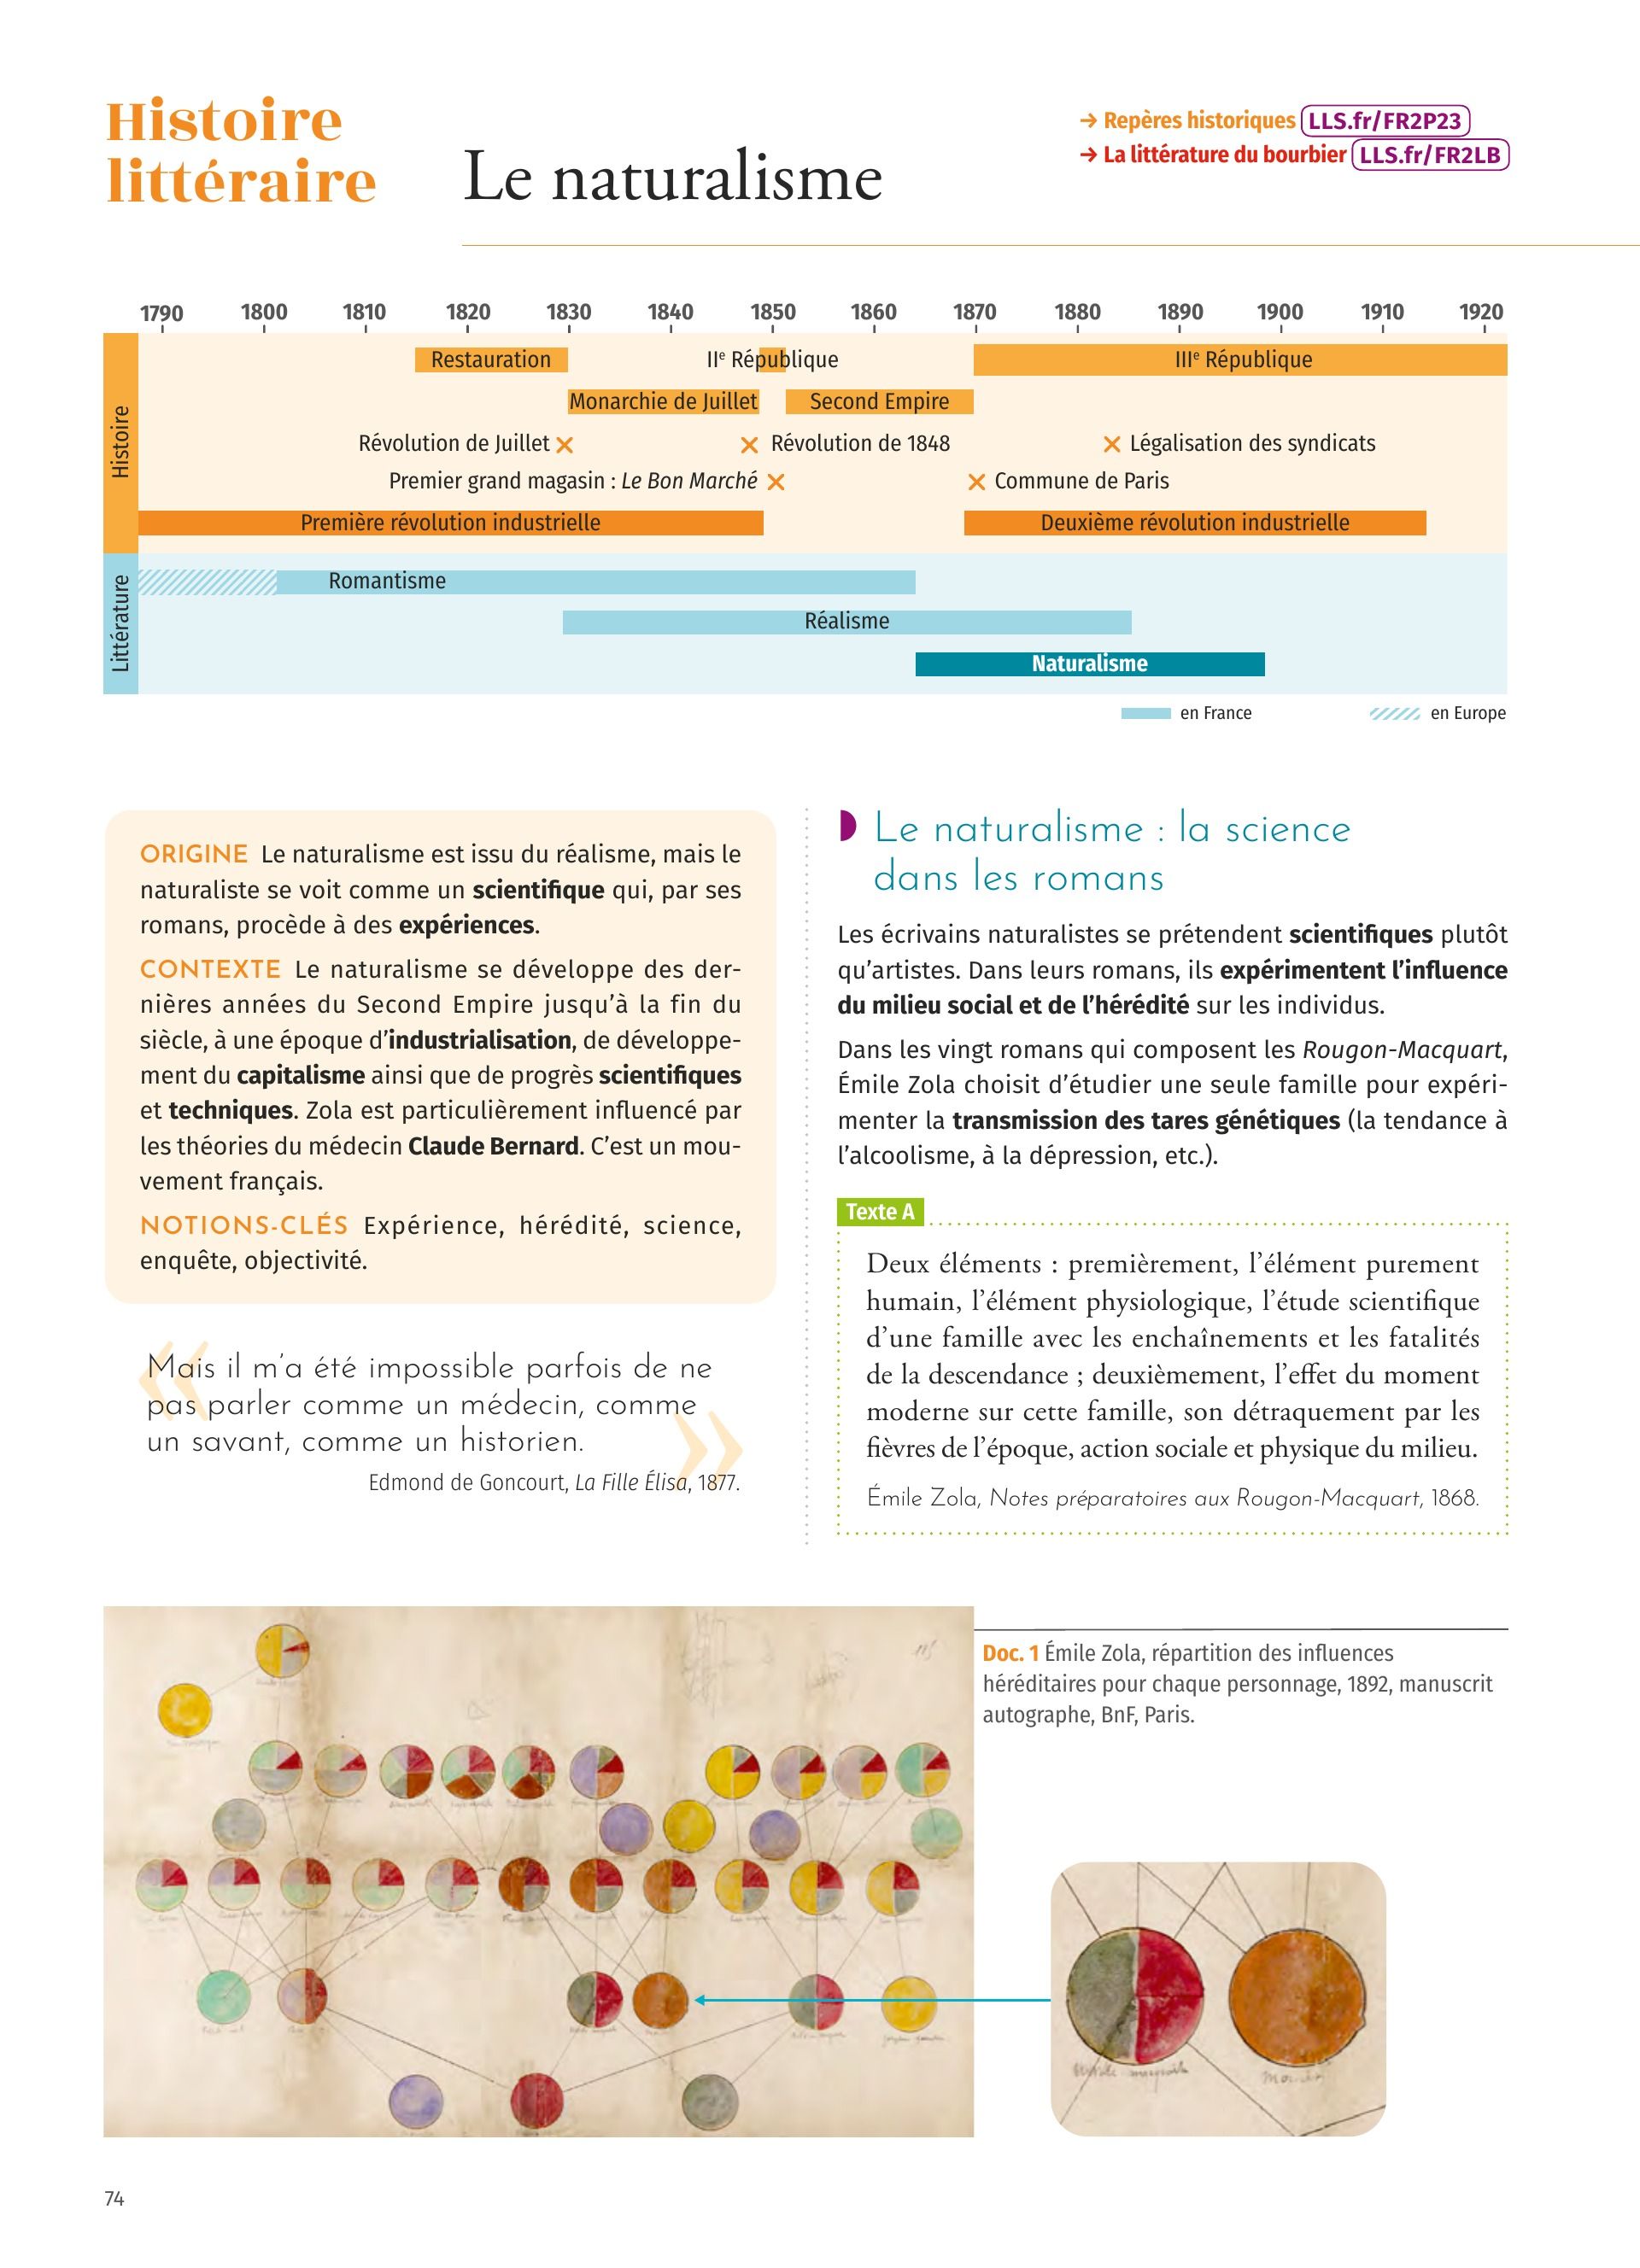 Histoire
littéraire
Le naturalisme
→ Repères historiques LLS.fr/FR2P23
→ La littérature du bourbier LLS.fr/FR2LB
1790 1800 1810 1820 1830 1840 1850 1860 1870 1880 1890 1900 1910 1920
Histoire
Restauration IIe République IIIe République
Monarchie de Juillet Second Empire
Révolution de Juillet Révolution de 1848 Légalisation des syndicats
Premier grand magasin : Le Bon Marché Commune de Paris
Première révolution industrielle Deuxième révolution industrielle
Littérature
Romantisme
Réalisme
Naturalisme
en France en Europe
ORIGINE Le naturalisme est issu du réalisme, mais le
naturaliste se voit comme un scientifique qui, par ses
romans, procède à des expériences.
CONTEXTE Le naturalisme se développe des der-
nières années du Second Empire jusqu'à la fin du
siècle, à une époque d'industrialisation, de développe-
ment du capitalisme ainsi que de progrès scientifiques
et techniques. Zola est particulièrement influencé par
les théories du médecin Claude Bernard. C'est un mou-
vement français.
NOTIONS-CLÉS Expérience, hérédité, science,
enquête, objectivité.
« Mais il m'a été impossible parfois de ne
pas parler comme un médecin, comme
un savant, comme un historien. »
Edmond de Goncourt, La Fille Élisa, 1877.
Le naturalisme : la science
dans les romans
Les écrivains naturalistes se prétendent scientifiques plutôt
qu'artistes. Dans leurs romans, ils expérimentent l'influence
du milieu social et de l'hérédité sur les individus.
Dans les vingt romans qui composent les Rougon-Macquart,
Émile Zola choisit d'étudier une seule famille pour expéri-
menter la transmission des tares génétiques (la tendance à
l'alcoolisme, à la dépression, etc.).
Texte A
Deux éléments : premièrement, l'élément purement
humain, l'élément physiologique, l'étude scientifique
d'une famille avec les enchaînements et les fatalités
de la descendance ; deuxièmement, l'effet du moment
moderne sur cette famille, son détraquement par les
fièvres de l'époque, action sociale et physique du milieu.
Émile Zola, Notes préparatoires aux Rougon-Macquart, 1868.
Doc. 1 Émile Zola, répartition des influences
héréditaires pour chaque personnage, 1892, manuscrit
autographe, BnF, Paris.
74